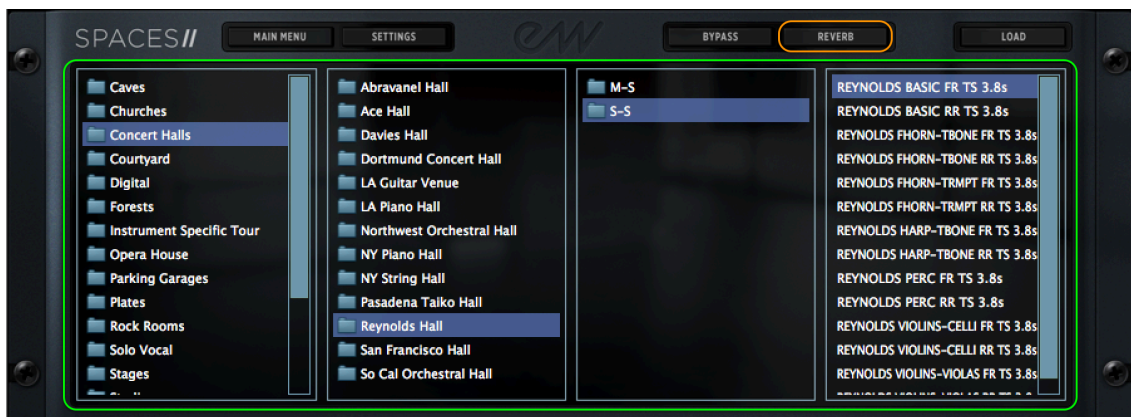 SPACES II
MAIN MENU
SETTINGS
EW
BYPASS
REVERB
LOAD
Caves
Churches
Concert Halls
Courtyard
Digital
Forests
Instrument Specific Tour
Opera House
Parking Garages
Plates
Rock Rooms
Solo Vocal
Stages
Abravanel Hall
Ace Hall
Davies Hall
Dortmund Concert Hall
LA Guitar Venue
LA Piano Hall
Northwest Orchestral Hall
NY Piano Hall
NY String Hall
Pasadena Taiko Hall
Reynolds Hall
San Francisco Hall
So Cal Orchestral Hall
M-S
S-S
REYNOLDS BASIC FR TS 3.8s
REYNOLDS BASIC RR TS 3.8s
REYNOLDS FHORN-TBONE FR TS 3.8s
REYNOLDS FHORN-TBONE RR TS 3.8s
REYNOLDS FHORN-TRMPT FR TS 3.8s
REYNOLDS FHORN-TRMPT RR TS 3.8s
REYNOLDS HARP-TBONE FR TS 3.8s
REYNOLDS HARP-TBONE RR TS 3.8s
REYNOLDS PERC FR TS 3.8s
REYNOLDS PERC RR TS 3.8s
REYNOLDS VIOLINS-CELLI FR TS 3.8s
REYNOLDS VIOLINS-CELLI RR TS 3.8s
REYNOLDS VIOLINS-VIOLAS FR TS 3.8s